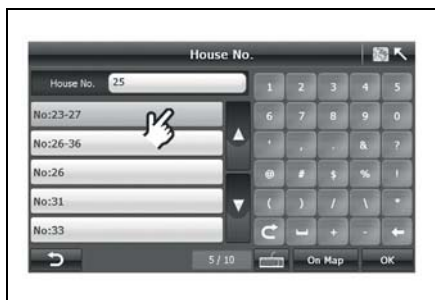 House No.
House No. 25 1 2 3 4 5
No:23-27 6 7 8 9 0
No:26-36 ' , . & ?
No:26 @ # $ % !
No:31 ( ) / \ *
No:33 + -
5 / 10 On Map OK